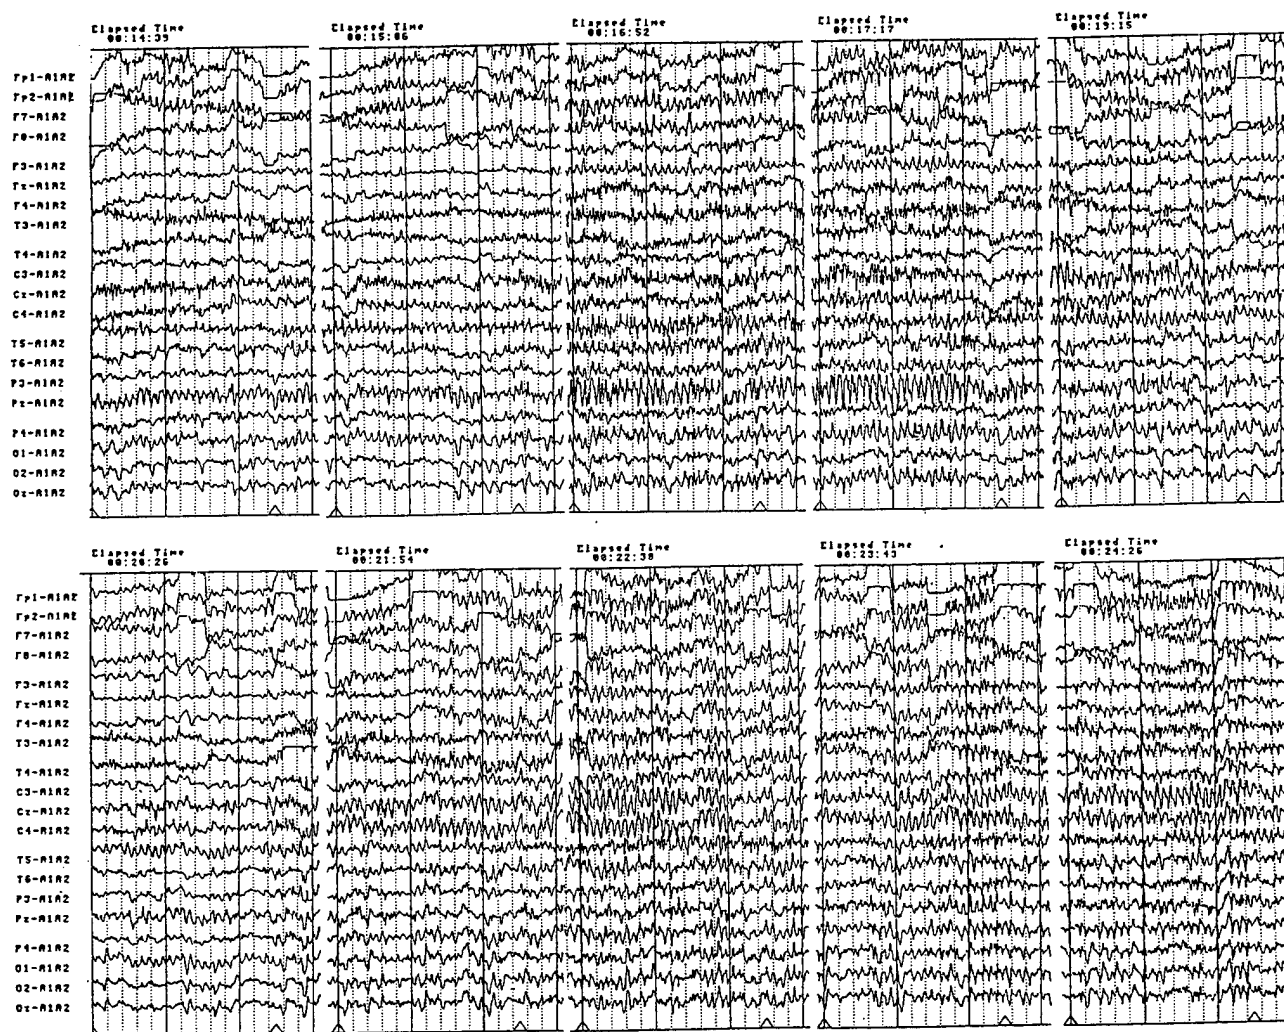 Elapsed Time
00:14:39
Elapsed Time
00:15:06
Elapsed Time
00:16:52
Elapsed Time
00:17:17
Elapsed Time
00:19:15
Fp1-A1A2
Fp2-A1A2
F7-A1A2
F8-A1A2
F3-A1A2
Fz-A1A2
F4-A1A2
T3-A1A2
T4-A1A2
C3-A1A2
Cz-A1A2
C4-A1A2
T5-A1A2
T6-A1A2
P3-A1A2
Pz-A1A2
P4-A1A2
O1-A1A2
O2-A1A2
Oz-A1A2
Elapsed Time
00:20:26
Elapsed Time
00:21:54
Elapsed Time
00:22:38
Elapsed Time
00:23:43
Elapsed Time
00:24:26
Fp1-A1A2
Fp2-A1A2
F7-A1A2
F8-A1A2
F3-A1A2
Fz-A1A2
F4-A1A2
T3-A1A2
T4-A1A2
C3-A1A2
Cz-A1A2
C4-A1A2
T5-A1A2
T6-A1A2
P3-A1A2
Pz-A1A2
P4-A1A2
O1-A1A2
O2-A1A2
Oz-A1A2